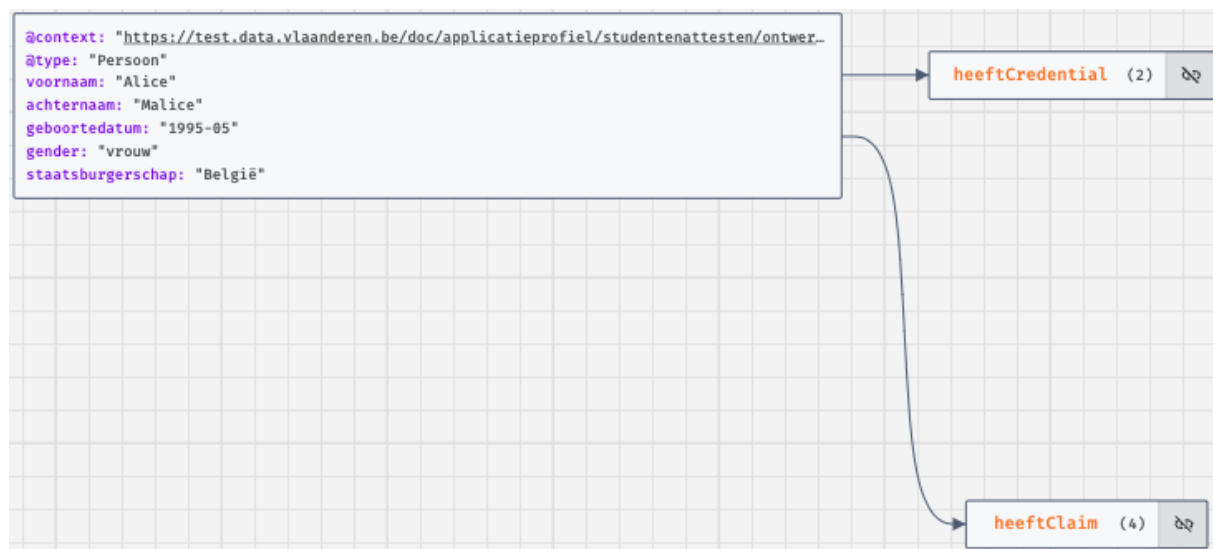 @context: "https://test.data.vlaanderen.be/doc/applicatieprofiel/studentenattesten/ontwer…
@type: "Persoon"
voornaam: "Alice"
achternaam: "Malice"
geboortedatum: "1995-05"
gender: "vrouw"
staatsburgerschap: "België"
heeftCredential (2)
heeftClaim (4)